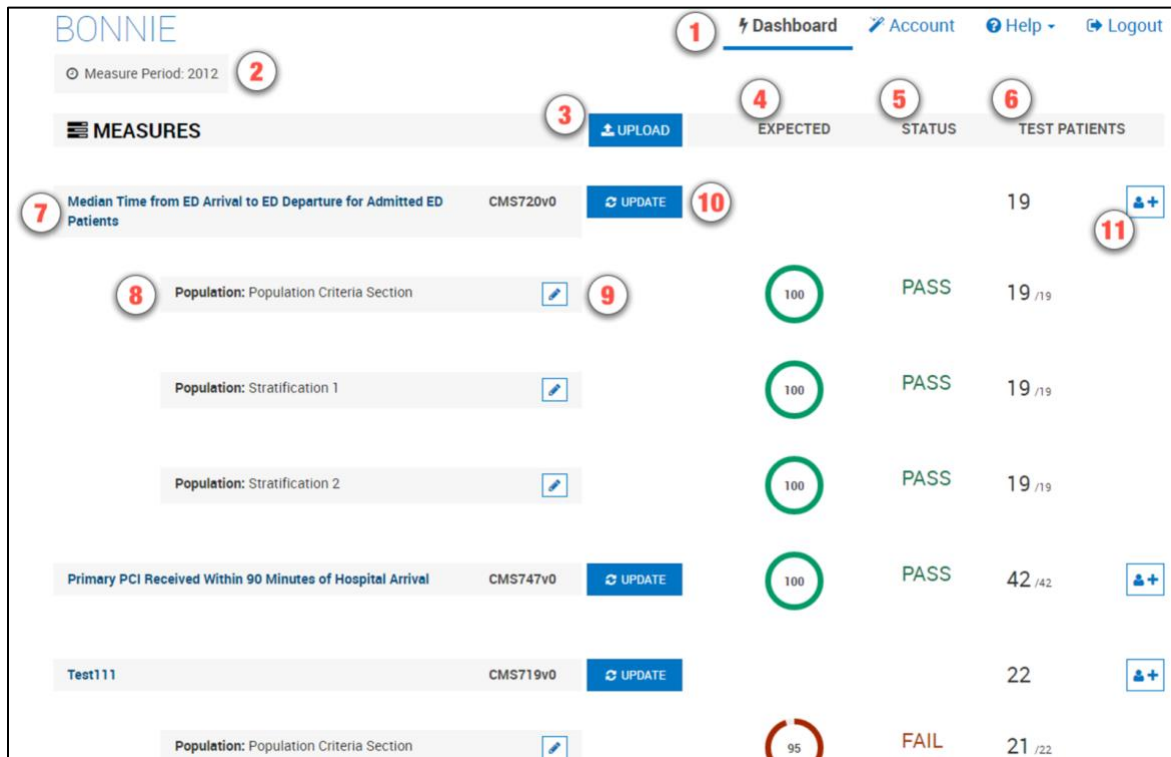 BONNIE
1 Dashboard Account Help Logout
Measure Period: 2012 2
3 4 5 6
MEASURES UPLOAD EXPECTED STATUS TEST PATIENTS
7 Median Time from ED Arrival to ED Departure for Admitted ED CMS720v0 UPDATE 10 19
Patients
11
8 Population: Population Criteria Section 9 100 PASS 19 /19
Population: Stratification 1 100 PASS 19 /19
Population: Stratification 2 100 PASS 19 /19
Primary PCI Received Within 90 Minutes of Hospital Arrival CMS747v0 UPDATE 100 PASS 42 /42
Test111 CMS719v0 UPDATE 22
Population: Population Criteria Section 95 FAIL 21 /22